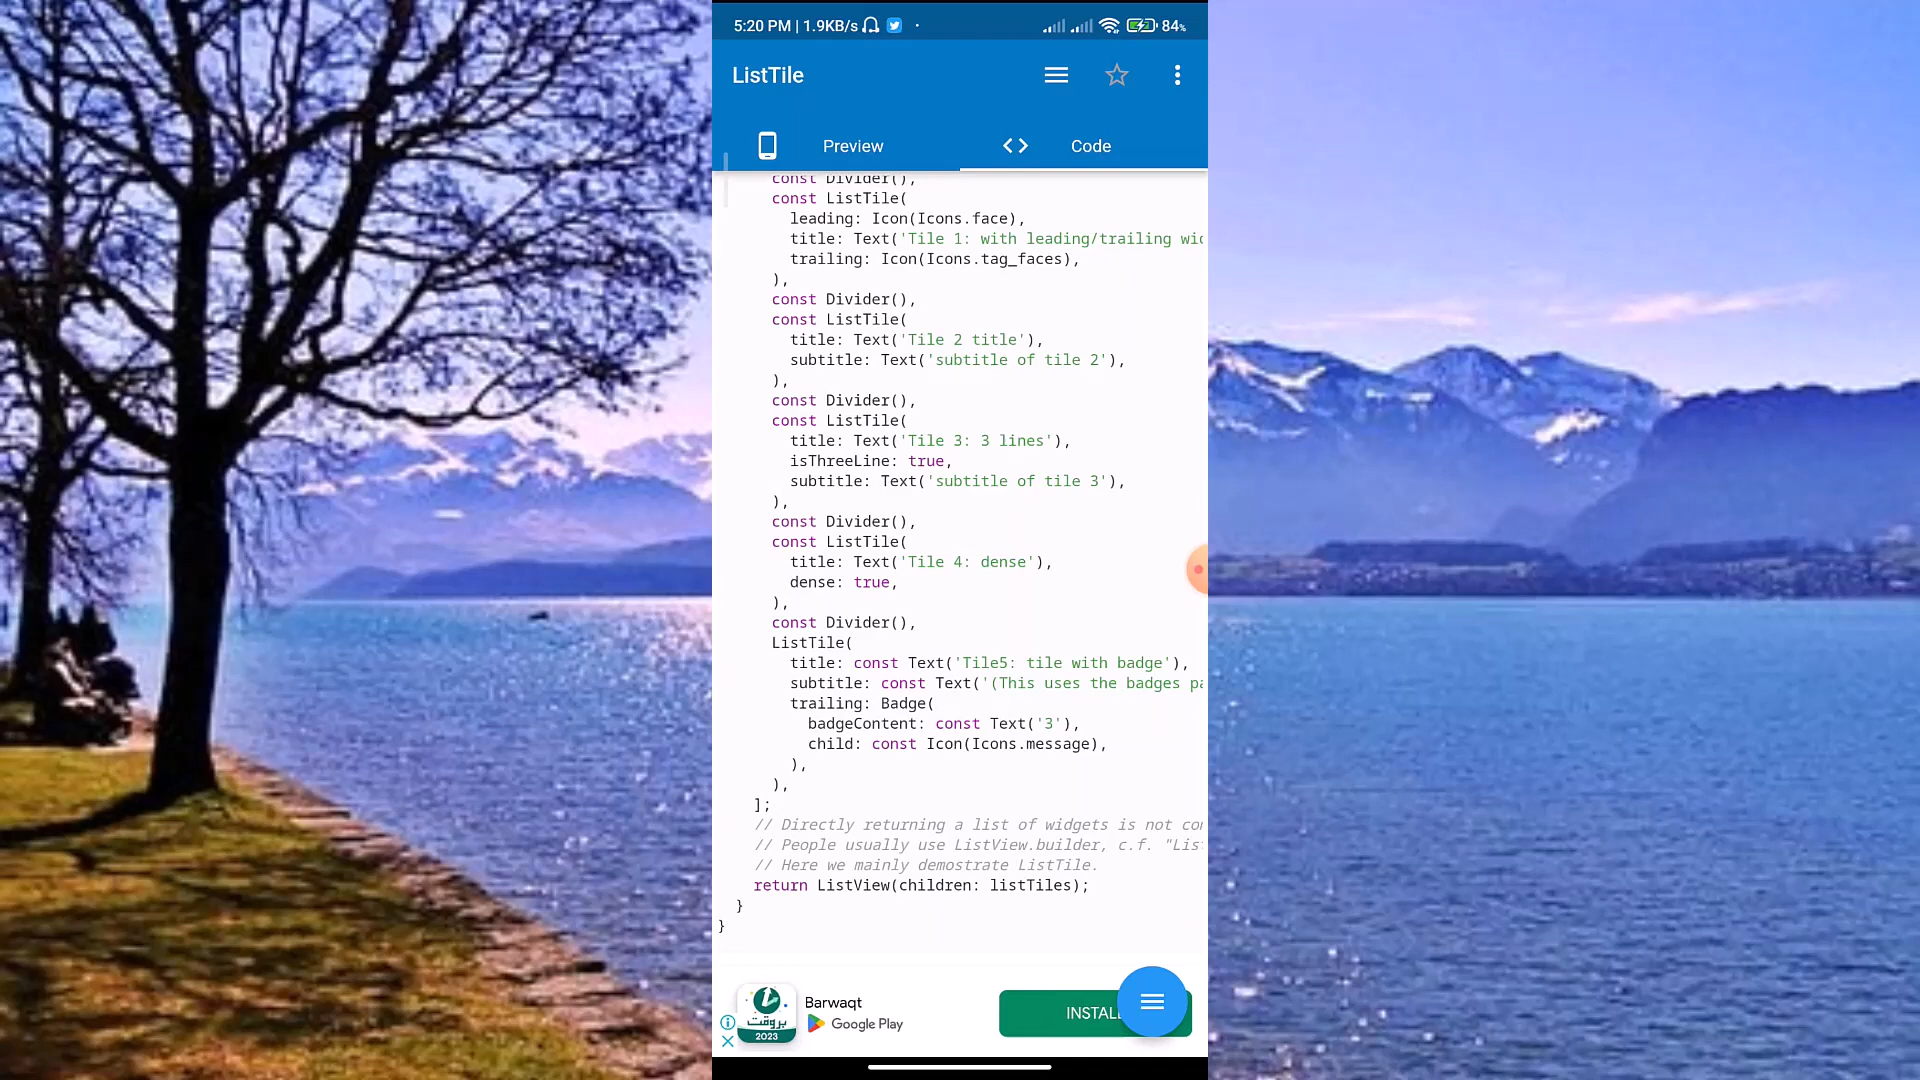 5:20 PM | 1.9KB/s 84%
ListTile
Preview
Code
const Divider(),
const ListTile(
leading: Icon(Icons.face),
title: Text('Tile 1: with leading/trailing
trailing: Icon(Icons.tag_faces),
),
const Divider(),
const ListTile(
title: Text('Tile 2 title'),
subtitle: Text('subtitle of tile 2'),
),
const Divider(),
const ListTile(
title: Text('Tile 3: 3 lines'),
isThreeLine: true,
subtitle: Text('subtitle of tile 3'),
),
const Divider(),
const ListTile(
title: Text('Tile 4: dense'),
dense: true,
),
const Divider(),
ListTile(
title: const Text('Tile5: tile with badge'),
subtitle: const Text('(This uses the badges
trailing: Badge(
badgeContent: const Text('3'),
child: const Icon(Icons.message),
),
),
];
// Directly returning a list of widgets is not
// People usually use ListView.builder, c.f.
// Here we mainly demostrate ListTile.
return ListView(children: listTiles);
}
}
بروقت
2023
Barwaqt
Google Play
INSTALL